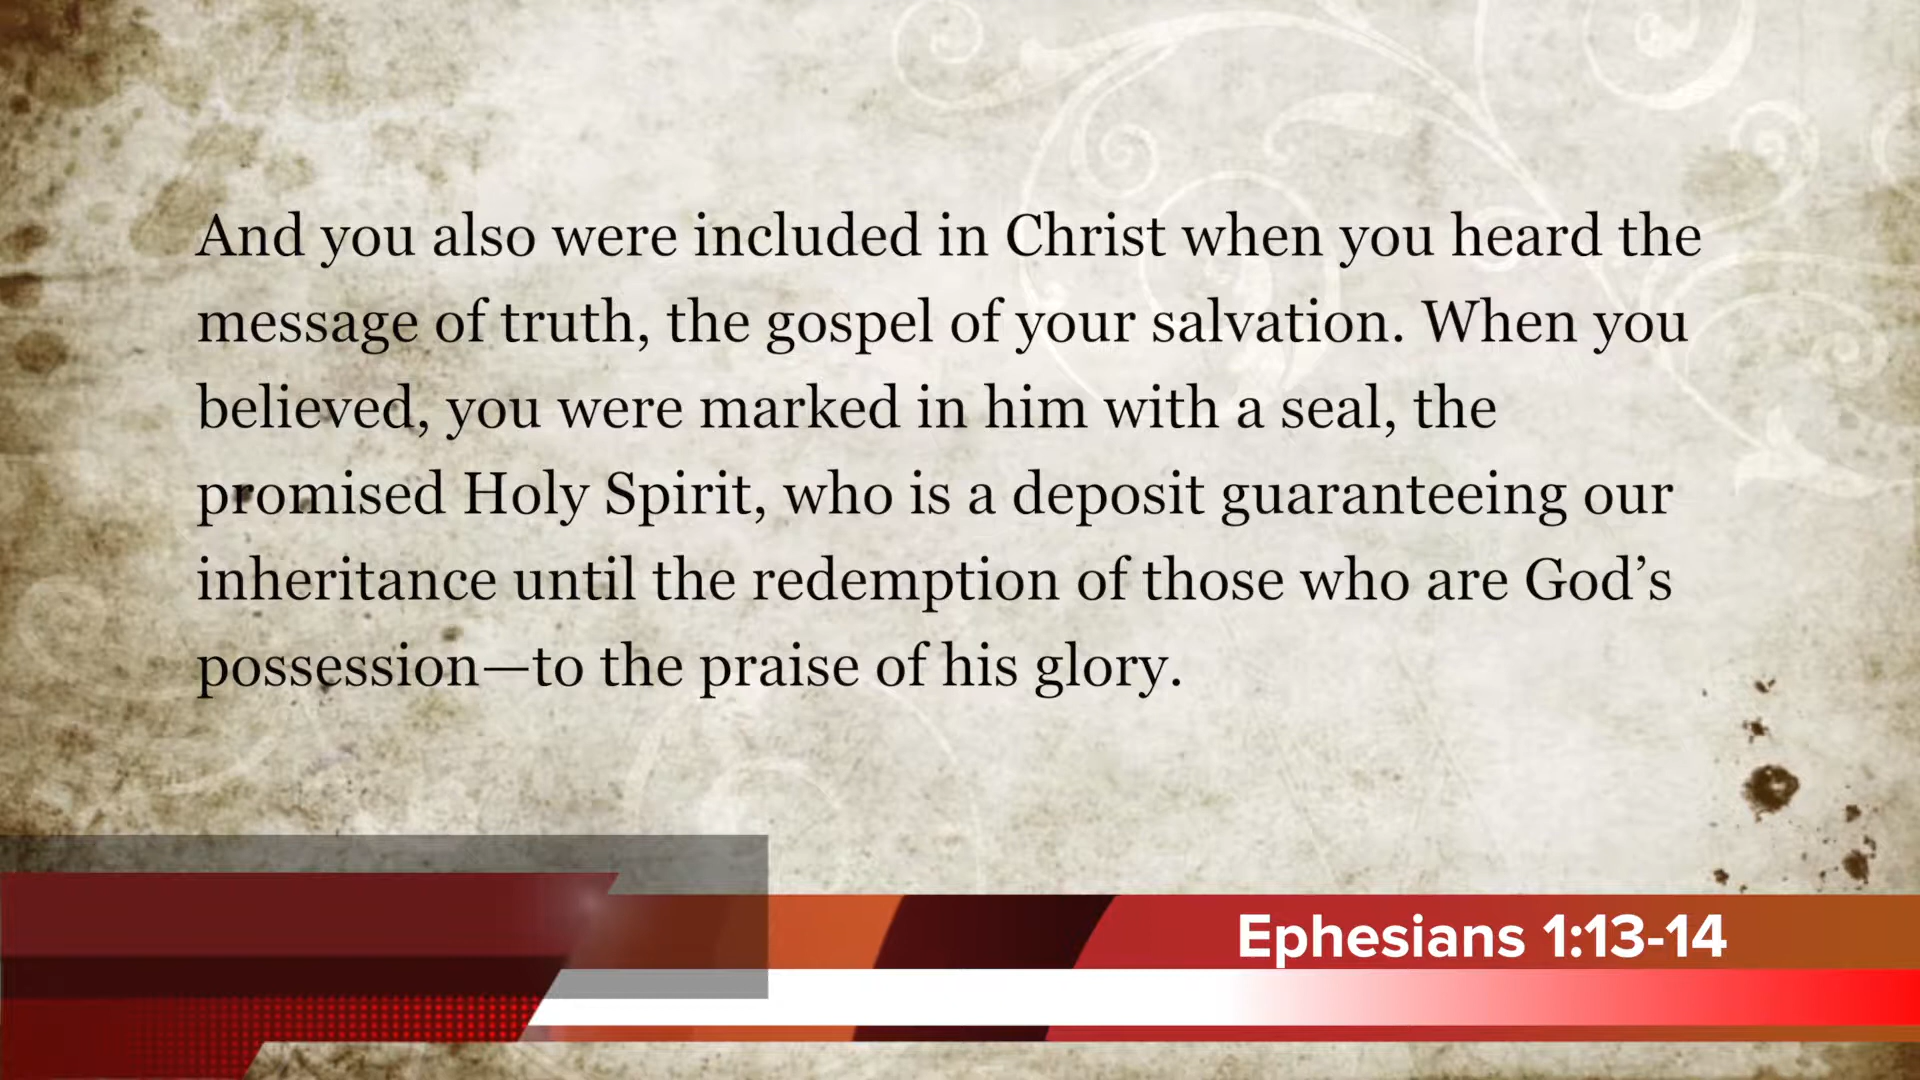 And you also were included in Christ when you heard the
message of truth, the gospel of your salvation. When you
believed, you were marked in him with a seal, the
promised Holy Spirit, who is a deposit guaranteeing our
inheritance until the redemption of those who are God’s
possession—to the praise of his glory.
Ephesians 1:13-14